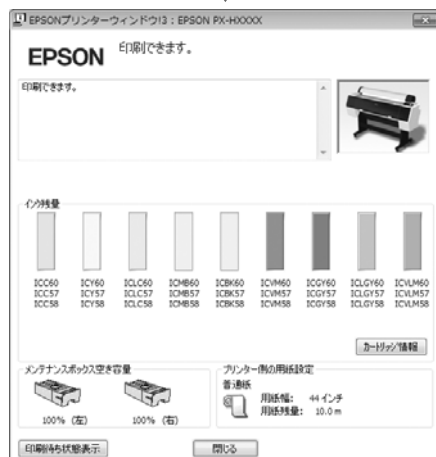 EPSONプリンターウィンドウ!3 : EPSON PX-HXXXX
EPSON
印刷できます。
印刷できます。
インク残量
ICC60 ICY60 ICLC60 ICMB60 ICBK60 ICVM60 ICGY60 ICLGY60 ICVLM60
ICC57 ICY57 ICLC57 ICMB57 ICBK57 ICVM57 ICGY57 ICLGY57 ICVLM57
ICC58 ICY58 ICLC58 ICMB58 ICBK58 ICVM58 ICGY58 ICLGY58 ICVLM58
カートリッジ情報
メンテナンスボックス空き容量
100% (左) 100% (右)
プリンター側の用紙設定
普通紙
用紙幅: 44 インチ
用紙残量: 10.0 m
印刷待ち状態表示
閉じる